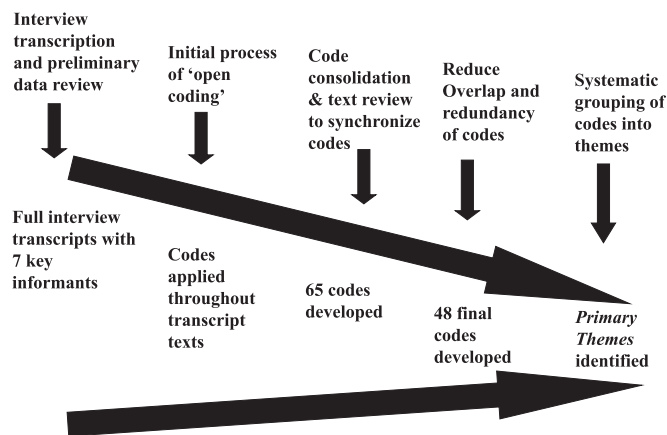 Interview
transcription
and preliminary
data review
Initial process
of ‘open
coding’
Code
consolidation
& text review
to synchronize
codes
Reduce
Overlap and
redundancy
of codes
Systematic
grouping of
codes into
themes
Full interview
transcripts with
7 key
informants
Codes
applied
throughout
transcript
texts
65 codes
developed
48 final
codes
developed
Primary
Themes
identified